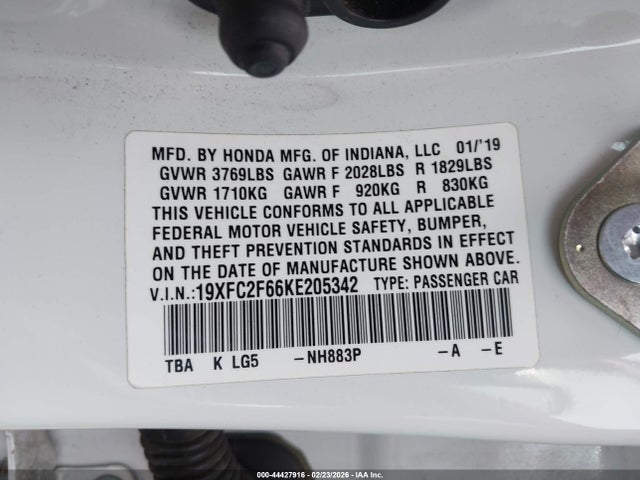 MFD. BY HONDA MFG. OF INDIANA, LLC 01/'19
GVWR 3769LBS GAWR F 2028LBS R 1829LBS
GVWR 1710KG GAWR F 920KG R 830KG
THIS VEHICLE CONFORMS TO ALL APPLICABLE
FEDERAL MOTOR VEHICLE SAFETY, BUMPER,
AND THEFT PREVENTION STANDARDS IN EFFECT
ON THE DATE OF MANUFACTURE SHOWN ABOVE.
V.I.N.:19XFC2F66KE205342 TYPE: PASSENGER CAR
TBA K LG5 -NH883P -A -E
000-44427916 - 02/23/2026 - IAA Inc.